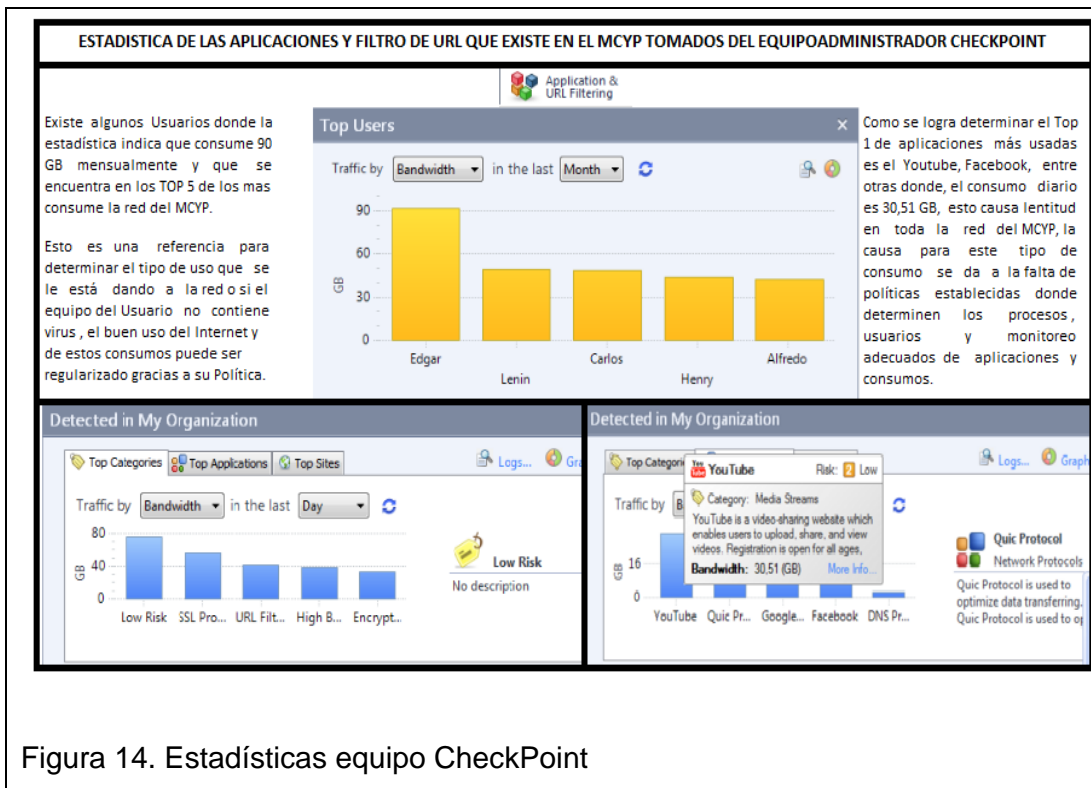 ESTADISTICA DE LAS APLICACIONES Y FILTRO DE URL QUE EXISTE EN EL MCYP TOMADOS DEL EQUIPOADMINISTRADOR CHECKPOINT
Application &
URL Filtering
Existe algunos Usuarios donde la
estadística indica que consume 90
GB mensualmente y que se
encuentra en los TOP 5 de los mas
consume la red del MCYP.
Esto es una referencia para
determinar el tipo de uso que se
le está dando a la red o si el
equipo del Usuario no contiene
virus , el buen uso del Internet y
de estos consumos puede ser
regularizado gracias a su Política.
Top Users
Traffic by Bandwidth in the last Month
90
60
30
0
GB
Edgar
Lenin
Carlos
Henry
Alfredo
Como se logra determinar el Top
1 de aplicaciones más usadas
es el Youtube, Facebook, entre
otras donde, el consumo diario
es 30,51 GB, esto causa lentitud
en toda la red del MCYP, la
causa para este tipo de
consumo se da a la falta de
políticas establecidas donde
determinen los procesos,
usuarios y monitoreo
adecuados de aplicaciones y
consumos.
Detected in My Organization
Top Categories Top Applications Top Sites Logs... Gra
Traffic by Bandwidth in the last Day
80
40
0
GB
Low Risk SSL Pro... URL Filt... High B... Encrypt...
Low Risk
No description
Detected in My Organization
Top Categori Logs... Graph
Traffic by B
YouTube Risk: 2 Low
Category: Media Streams
YouTube is a video-sharing website which
enables users to upload, share, and view
videos. Registration is open for all ages,
Bandwidth: 30,51 (GB) More Info...
16
0
GB
YouTube Quic Pr... Google... Facebook DNS Pr...
Quic Protocol
Network Protocols
Quic Protocol is used to
optimize data transferring.
Quic Protocol is used to op
Figura 14. Estadísticas equipo CheckPoint